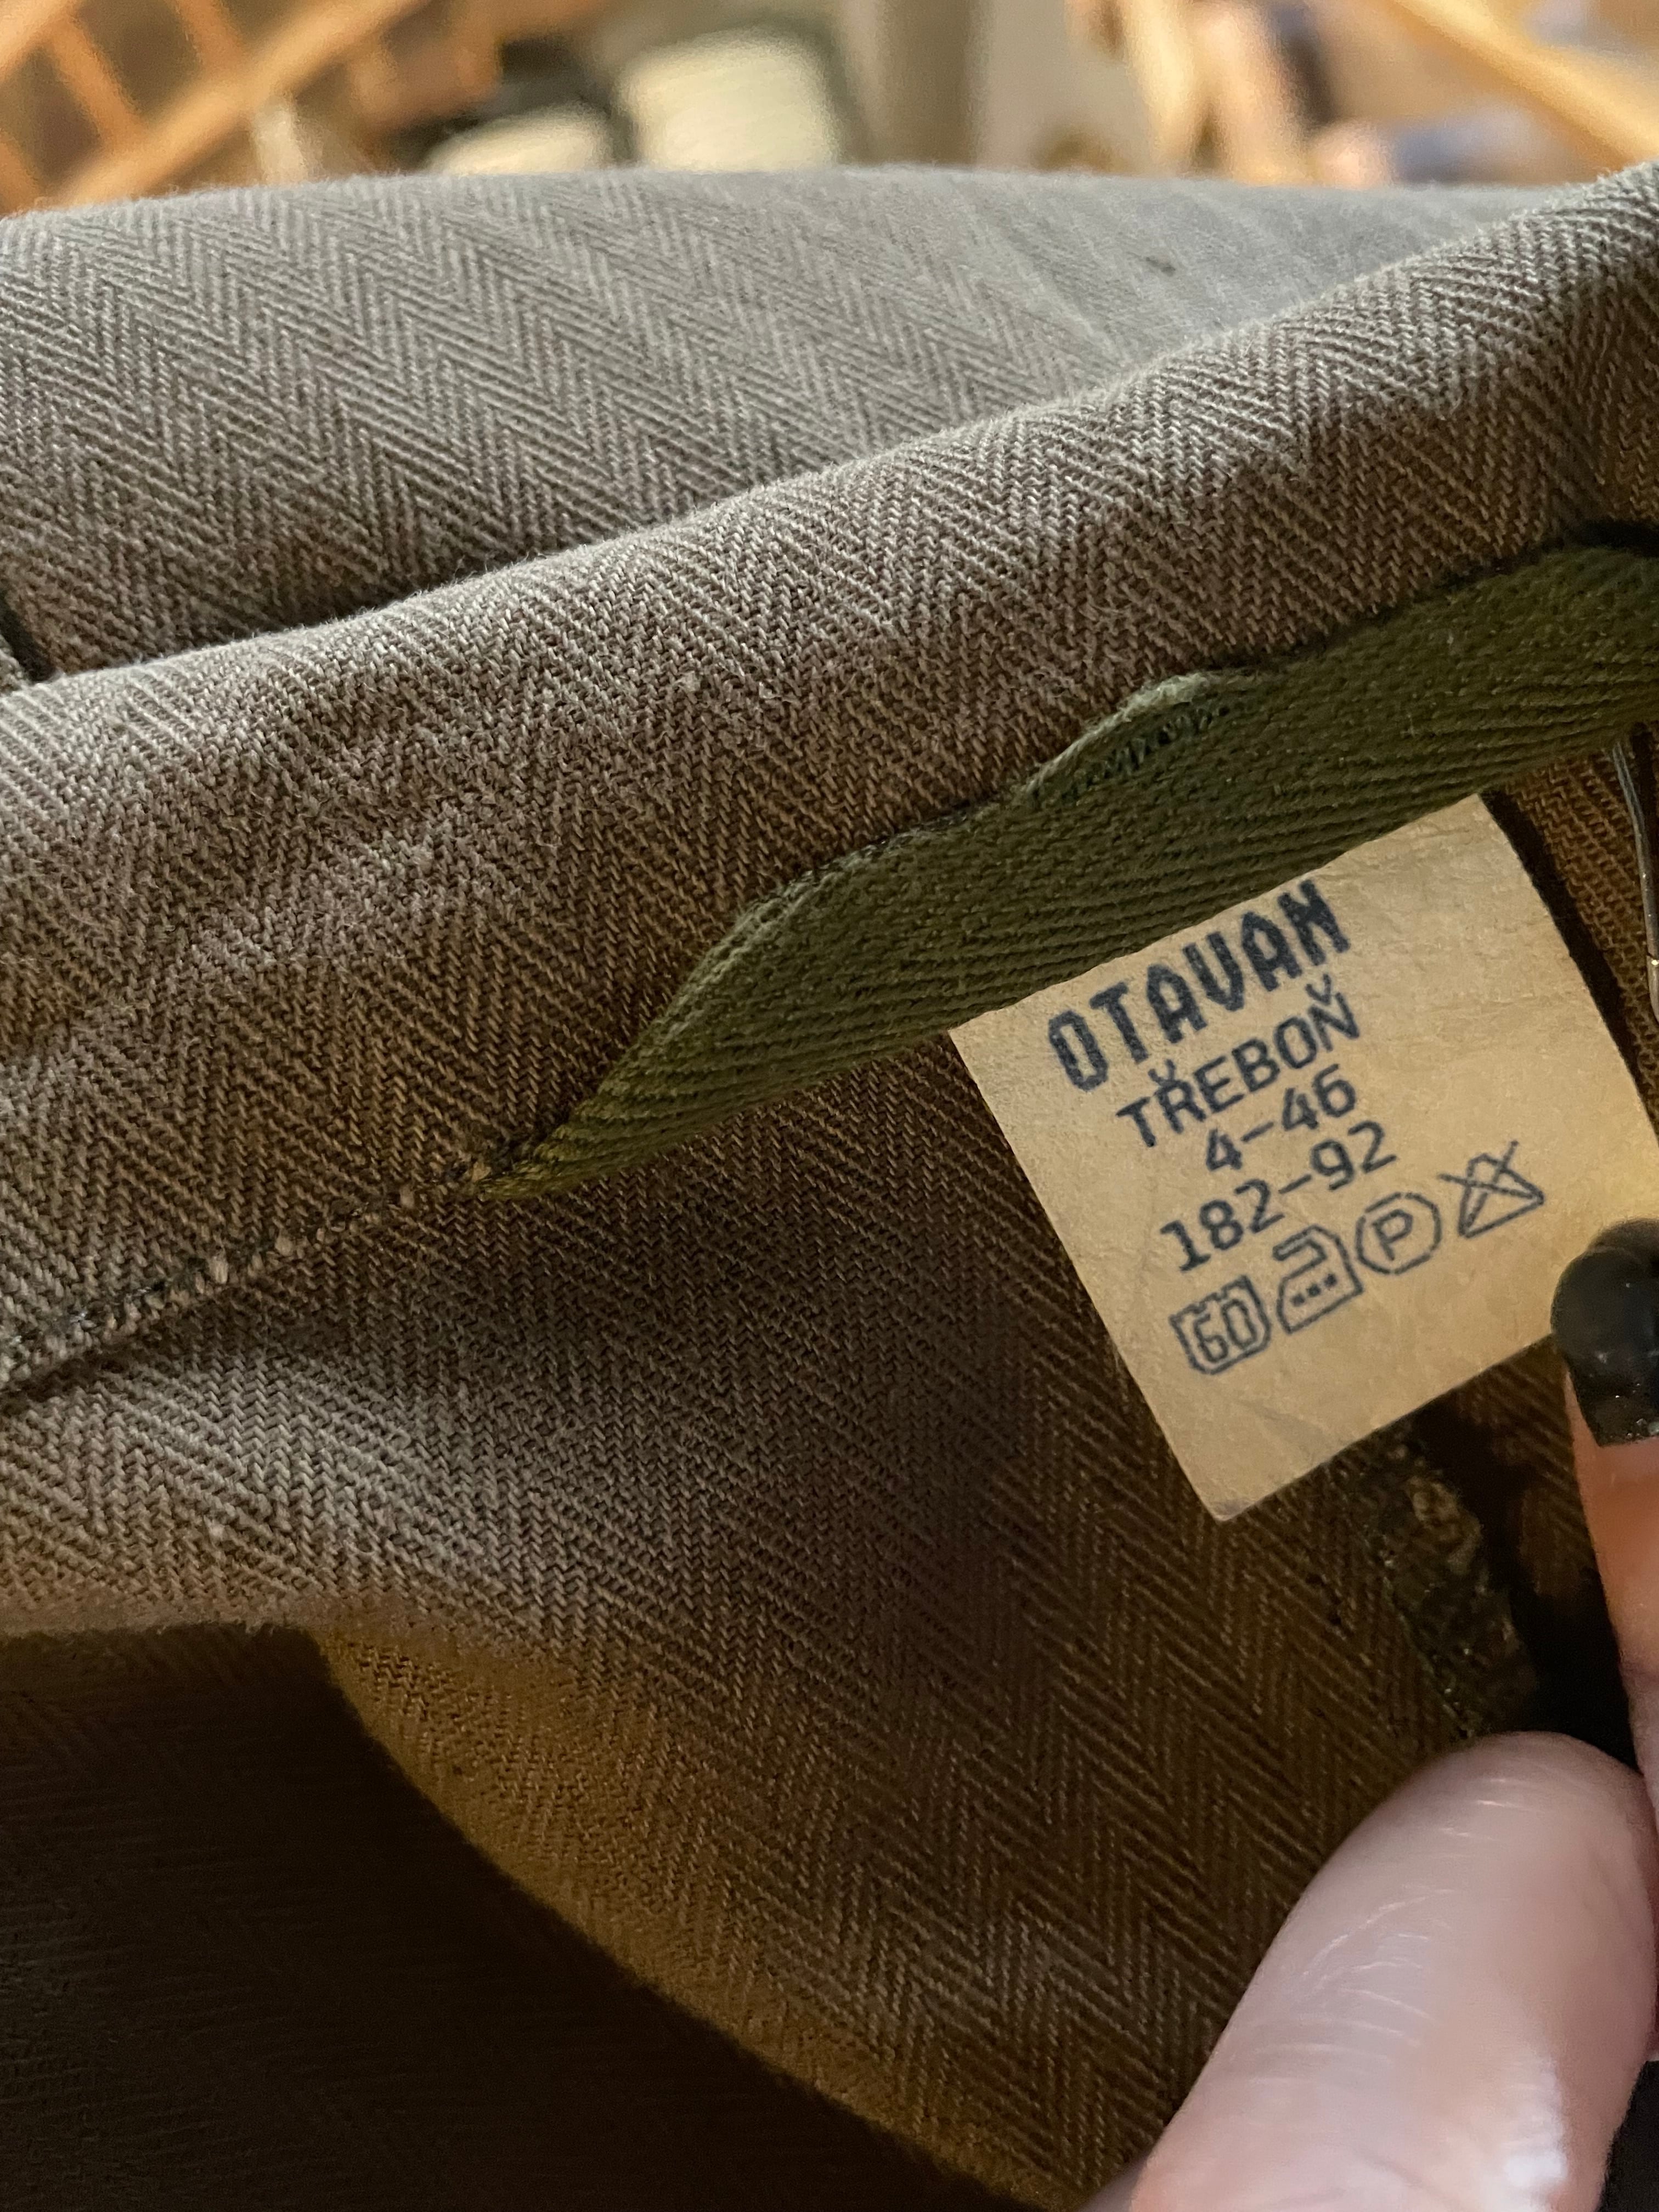 OTAVAN
TŘEBOŇ
4-46
182-92
60 P